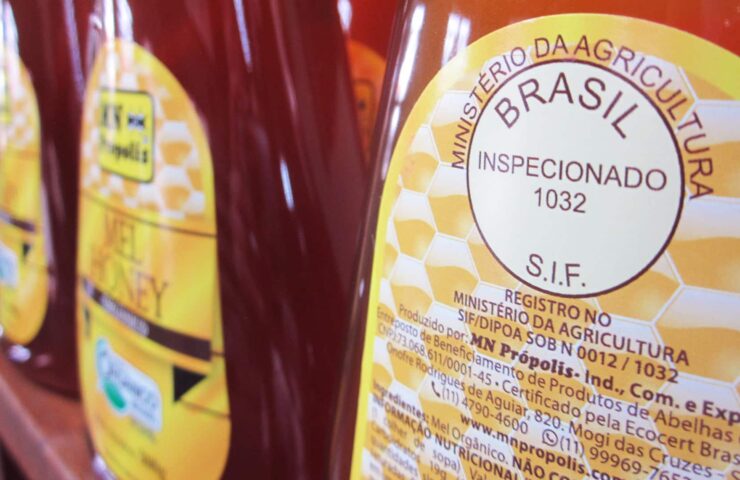 MN
Própolis
MEL
HONEY
MINISTÉRIO DA AGRICULTURA
BRASIL
INSPECIONADO
1032
S.I.F.
REGISTRO NO
MINISTÉRIO DA AGRICULTURA
SIF/DIPOA SOB N 0012 / 1032
Produzido por: MN Própolis- Ind., Com. e Exp
Entreposto de Beneficiamento de Produtos de Abelhas
CNPJ:73.068.611/0001-45 • Certificado pela Ecocert Bras
Onofre Rodrigues de Aguiar, 820. Mogi das Cruzes - S
(11) 4790-4600 (11) 99969-765
www.mnpropolis.co
Ingredientes: Mel Orgânico. NÃO CO
INFORMAÇÃO NUTRICIONAL
sopa)